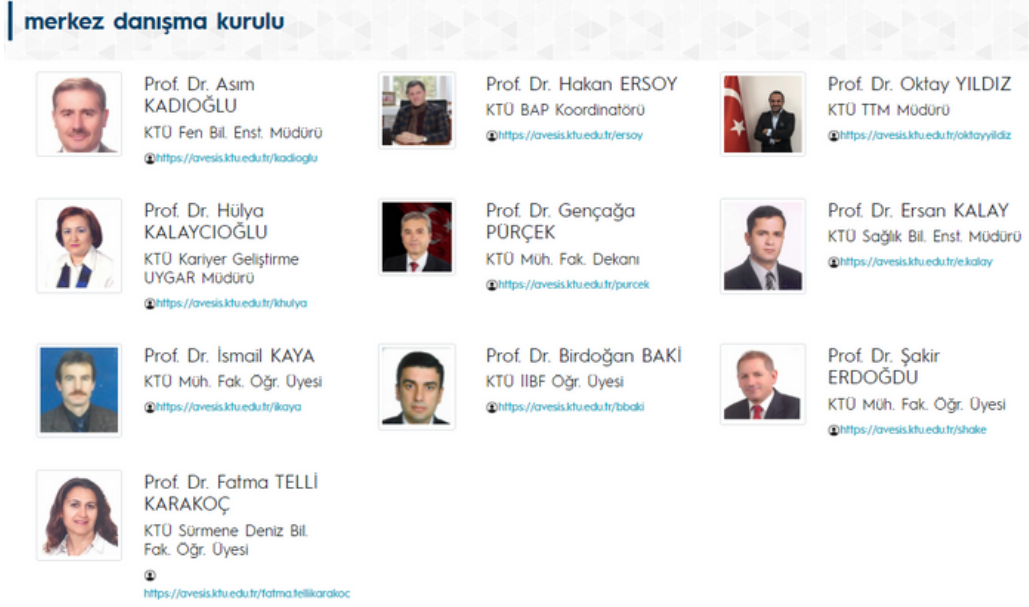 merkez danışma kurulu
Prof. Dr. Asım
KADIOĞLU
KTÜ Fen Bil. Enst. Müdürü
https://avesis.ktu.edu.tr/kadioglu
Prof. Dr. Hakan ERSOY
KTÜ BAP Koordinatörü
https://avesis.ktu.edu.tr/ersoy
Prof. Dr. Oktay YILDIZ
KTÜ TTM Müdürü
https://avesis.ktu.edu.tr/oktayyildiz
Prof. Dr. Hülya
KALAYCIOĞLU
KTÜ Kariyer Geliştirme
UYGAR Müdürü
https://avesis.ktu.edu.tr/khulya
Prof. Dr. Gençağa
PÜRÇEK
KTÜ Müh. Fak. Dekanı
https://avesis.ktu.edu.tr/purcek
Prof. Dr. Ersan KALAY
KTÜ Sağlık Bil. Enst. Müdürü
https://avesis.ktu.edu.tr/e.kalay
Prof. Dr. İsmail KAYA
KTÜ Müh. Fak. Öğr. Üyesi
https://avesis.ktu.edu.tr/ikaya
Prof. Dr. Birdoğan BAKİ
KTÜ İİBF Öğr. Üyesi
https://avesis.ktu.edu.tr/bbaki
Prof. Dr. Şakir
ERDOĞDU
KTÜ Müh. Fak. Öğr. Üyesi
https://avesis.ktu.edu.tr/shake
Prof. Dr. Fatma TELLİ
KARAKOÇ
KTÜ Sürmene Deniz Bil.
Fak. Öğr. Üyesi
https://avesis.ktu.edu.tr/fatma.tellikarakoc